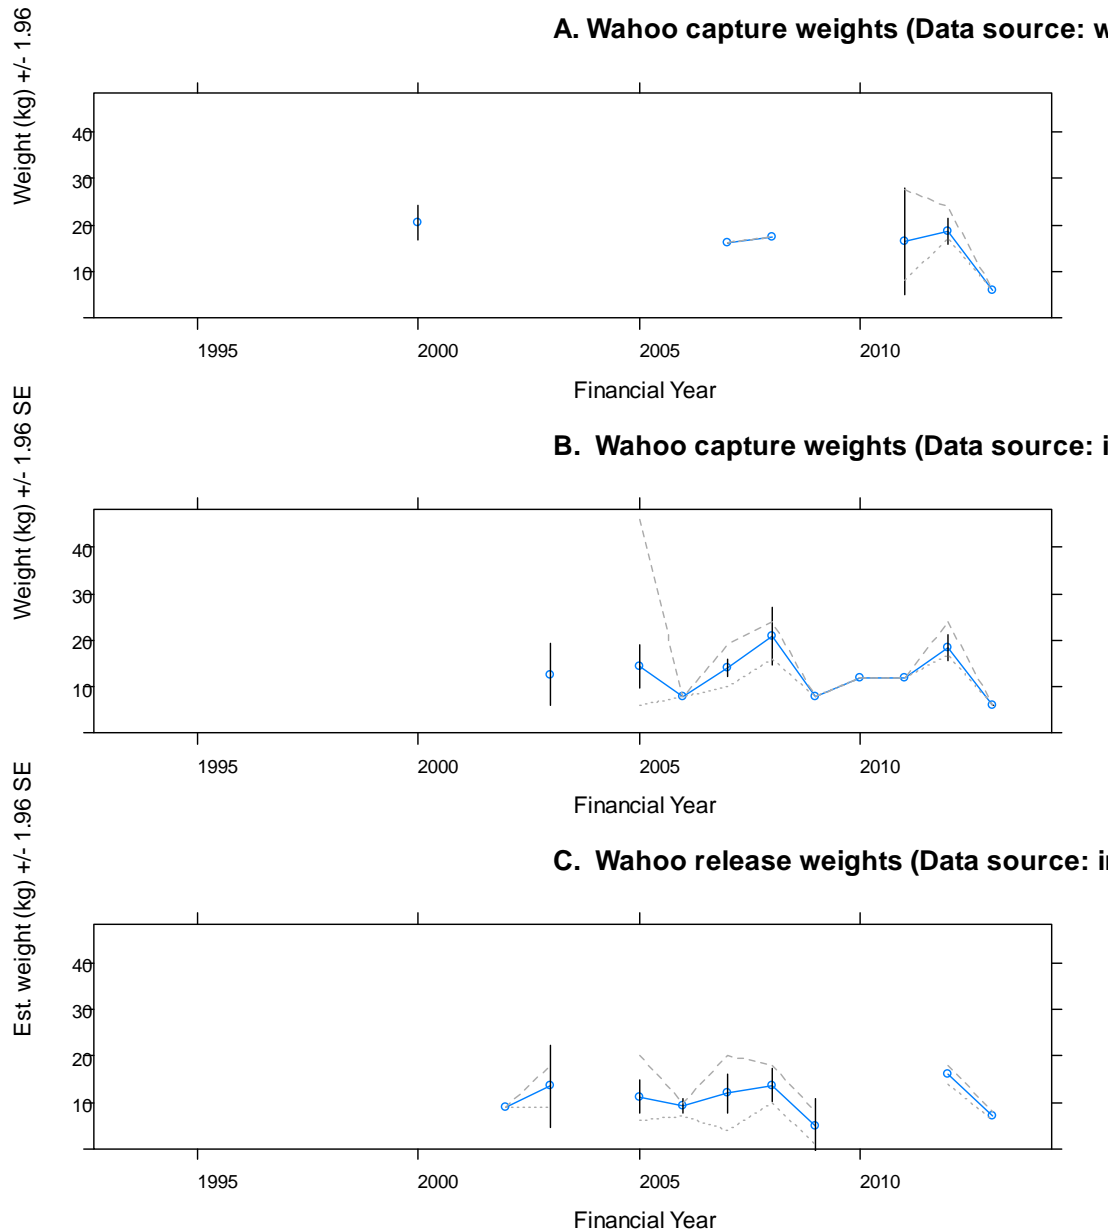 A. Wahoo capture weights (Data source: w
Weight (kg) +/- 1.96
40
30
20
10
1995 2000 2005 2010
Financial Year
B. Wahoo capture weights (Data source: i
Weight (kg) +/- 1.96 SE
40
30
20
10
1995 2000 2005 2010
Financial Year
C. Wahoo release weights (Data source: i
Est. weight (kg) +/- 1.96 SE
40
30
20
10
1995 2000 2005 2010
Financial Year